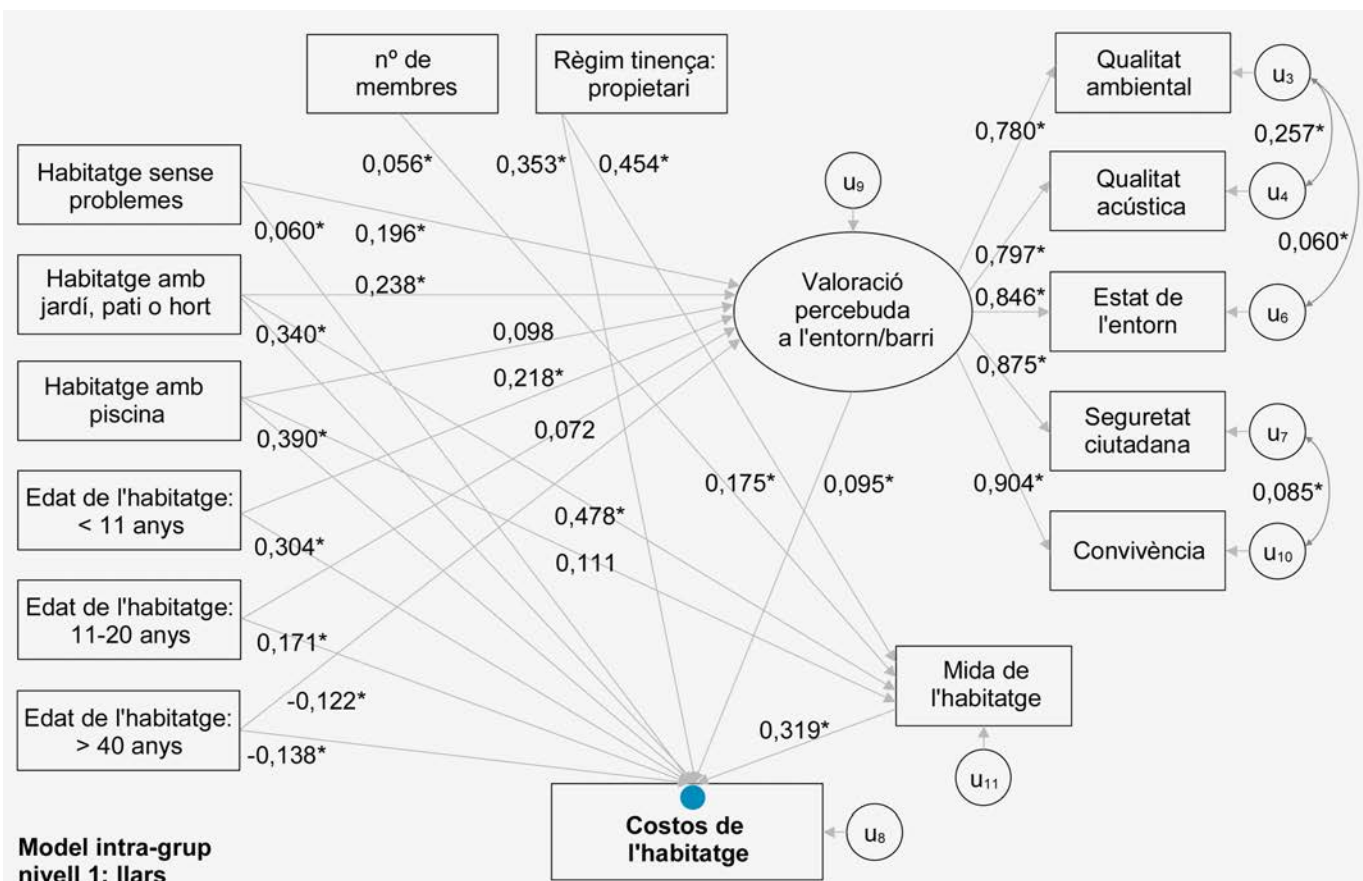 nº de
membres
Règim tinença:
propietari
Qualitat
ambiental
u3
0,780*
0,257*
0,056*
0,353*
0,454*
Habitatge sense
problemes
u9
Qualitat
acústica
u4
0,060*
0,196*
0,797*
0,060*
Habitatge amb
jardí, pati o hort
0,238*
Valoració
percebuda
a l'entorn/barri
0,846*
Estat de
l'entorn
u6
0,340*
0,098
0,875*
0,218*
Habitatge amb
piscina
0,390*
0,072
Seguretat
ciutadana
u7
0,175*
0,095*
0,904*
0,085*
Edat de l'habitatge:
< 11 anys
0,478*
0,304*
0,111
Convivència
u10
Edat de l'habitatge:
11-20 anys
0,171*
Mida de
l'habitatge
-0,122*
Edat de l'habitatge:
> 40 anys
-0,138*
0,319*
u11
Costos de
l'habitatge
u8
Model intra-grup
nivell 1: llars